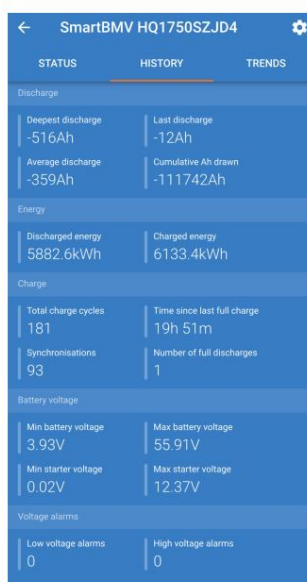 SmartBMV HQ1750SZJD4
STATUS HISTORY TRENDS
Discharge
Deepest discharge Last discharge
-516Ah -12Ah
Average discharge Cumulative Ah drawn
-359Ah -111742Ah
Energy
Discharged energy Charged energy
5882.6kWh 6133.4kWh
Charge
Total charge cycles Time since last full charge
181 19h 51m
Synchronisations Number of full discharges
93 1
Battery voltage
Min battery voltage Max battery voltage
3.93V 55.91V
Min starter voltage Max starter voltage
0.02V 12.37V
Voltage alarms
Low voltage alarms High voltage alarms
0 0